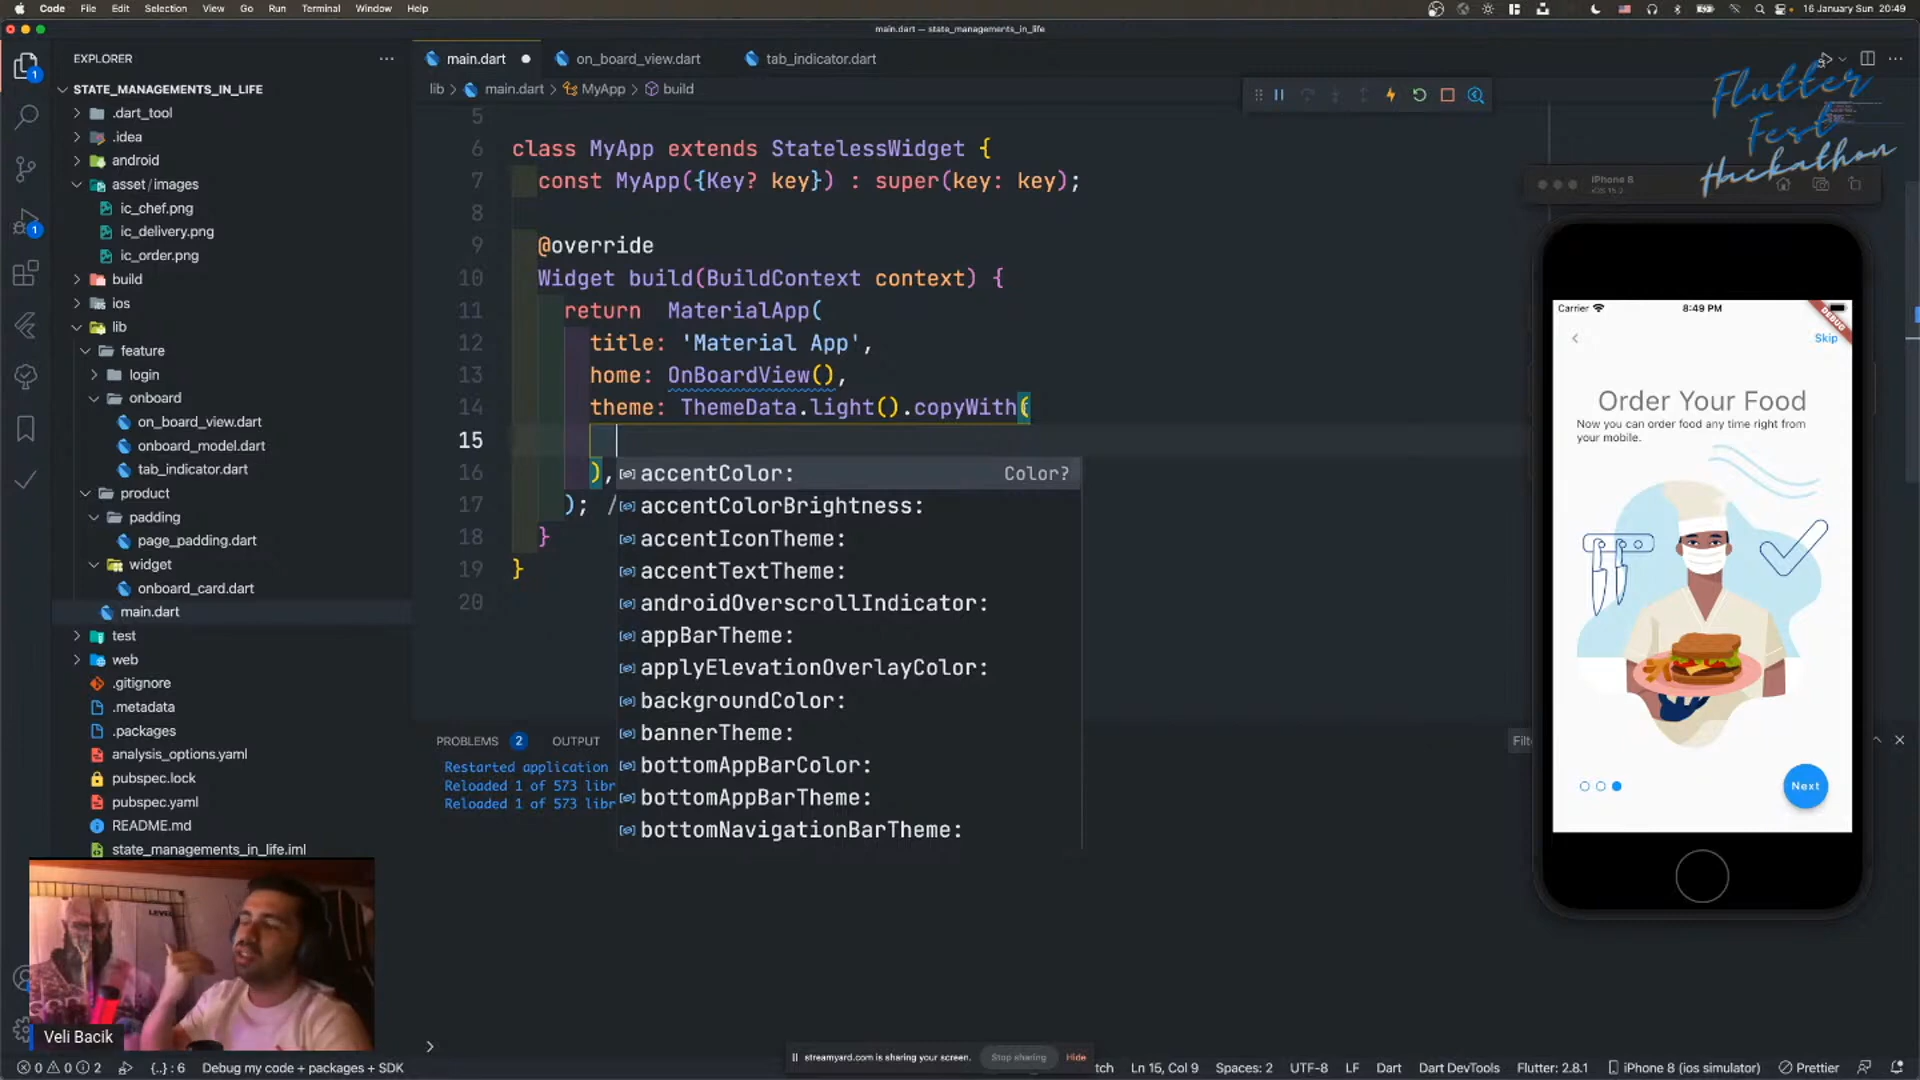 Code File Edit Selection View Go Run Terminal Window Help
16 January Sun 20:49
main.dart — state_managements_in_life
EXPLORER
main.dart
on_board_view.dart
tab_indicator.dart
lib > main.dart > MyApp > build
STATE_MANAGEMENTS_IN_LIFE
.dart_tool
.idea
android
asset/images
ic_chef.png
ic_delivery.png
ic_order.png
build
ios
lib
feature
login
onboard
on_board_view.dart
onboard_model.dart
tab_indicator.dart
product
padding
page_padding.dart
widget
onboard_card.dart
main.dart
test
web
.gitignore
.metadata
.packages
analysis_options.yaml
pubspec.lock
pubspec.yaml
README.md
state_managements_in_life.iml
1
1
5
6 class MyApp extends StatelessWidget {
7 const MyApp({Key? key}) : super(key: key);
8
9 @override
10 Widget build(BuildContext context) {
11 return MaterialApp(
12 title: 'Material App',
13 home: OnBoardView(),
14 theme: ThemeData.light().copyWith(
15
16 ),
17 ); /
18 }
19 }
20
accentColor: Color?
accentColorBrightness:
accentIconTheme:
accentTextTheme:
androidOverscrollIndicator:
appBarTheme:
applyElevationOverlayColor:
backgroundColor:
bannerTheme:
bottomAppBarColor:
bottomAppBarTheme:
bottomNavigationBarTheme:
PROBLEMS 2 OUTPUT
Restarted application
Reloaded 1 of 573 libr
Reloaded 1 of 573 libr
Flutter
Fest
Hackathon
iPhone 8
Carrier 8:49 PM
DEBUG
Skip
Order Your Food
Now you can order food any time right from
your mobile.
Next
Veli Bacik
streamyard.com is sharing your screen. Stop sharing Hide
0 0 2 {..} : 6 Debug my code + packages + SDK
Ln 15, Col 9 Spaces: 2 UTF-8 LF Dart Dart DevTools Flutter: 2.8.1 iPhone 8 (ios simulator) Prettier